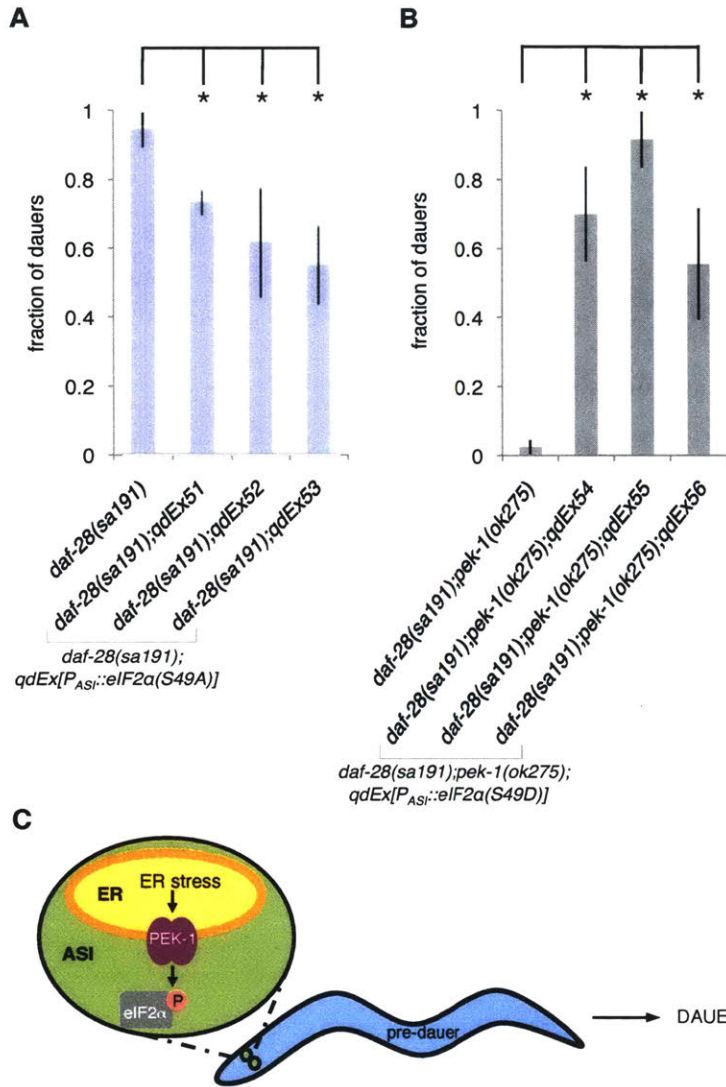 A
* * *
fraction of dauers
1
0.8
0.6
0.4
0.2
0
daf-28(sa191)
daf-28(sa191);qdEx51
daf-28(sa191);qdEx52
daf-28(sa191);qdEx53
daf-28(sa191);
qdEx[P_ASI::eIF2α(S49A)]
B
* * *
fraction of dauers
1
0.8
0.6
0.4
0.2
0
daf-28(sa191);pek-1(ok275)
daf-28(sa191);pek-1(ok275);qdEx54
daf-28(sa191);pek-1(ok275);qdEx55
daf-28(sa191);pek-1(ok275);qdEx56
daf-28(sa191);pek-1(ok275);
qdEx[P_ASI::eIF2α(S49D)]
C
ER
ER stress
PEK-1
ASI
P
eIF2α
pre-dauer
DAUE